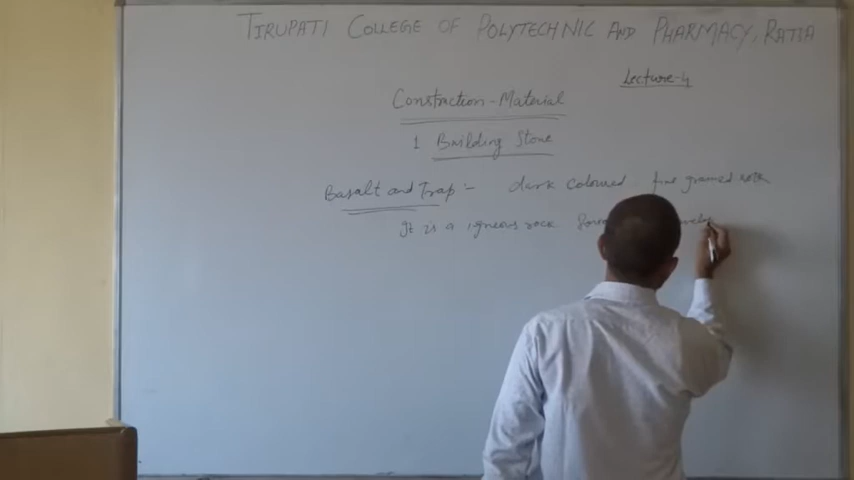 TIRUPATI COLLEGE OF POLYTECHNIC AND PHARMACY, RATIA
Lecture-4
Constraction-Material
1 Building Stone
Basalt and Trap :- dark coloured fine grained rock
It is a igneous rock